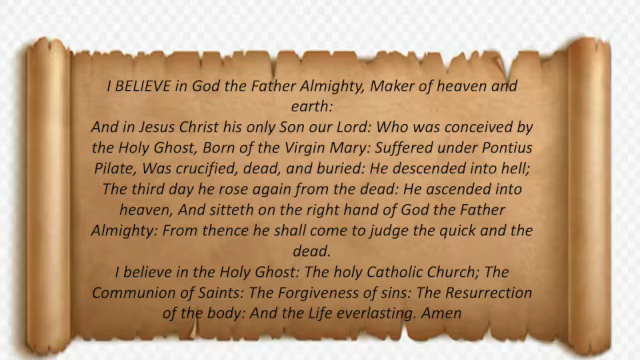 I BELIEVE in God the Father Almighty, Maker of heaven and
earth:
And in Jesus Christ his only Son our Lord: Who was conceived by
the Holy Ghost, Born of the Virgin Mary: Suffered under Pontius
Pilate, Was crucified, dead, and buried: He descended into hell;
The third day he rose again from the dead: He ascended into
heaven, And sitteth on the right hand of God the Father
Almighty: From thence he shall come to judge the quick and the
dead.
I believe in the Holy Ghost: The holy Catholic Church; The
Communion of Saints: The Forgiveness of sins: The Resurrection
of the body: And the Life everlasting. Amen